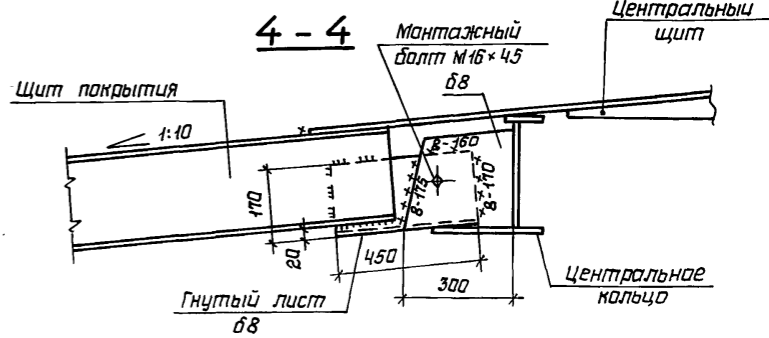 4 - 4
Центральный
щит
Монтажный
болт М16×45
δ8
Щит покрытия
1:10
8-160
8-175
8-170
170
20
450
300
Гнутый лист
δ8
Центральное
кольцо